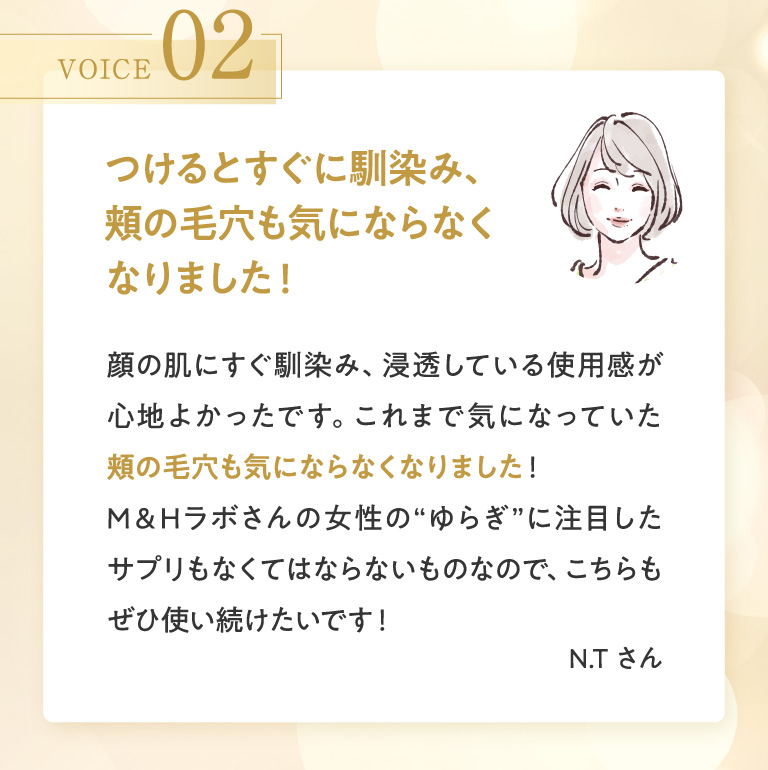 VOICE 02
つけるとすぐに馴染み、
頬の毛穴も気にならなく
なりました！
顔の肌にすぐ馴染み、浸透している使用感が
心地よかったです。これまで気になっていた
頬の毛穴も気にならなくなりました！
M＆Hラボさんの女性の“ゆらぎ”に注目した
サプリもなくてはならないものなので、こちらも
ぜひ使い続けたいです！
N.T さん